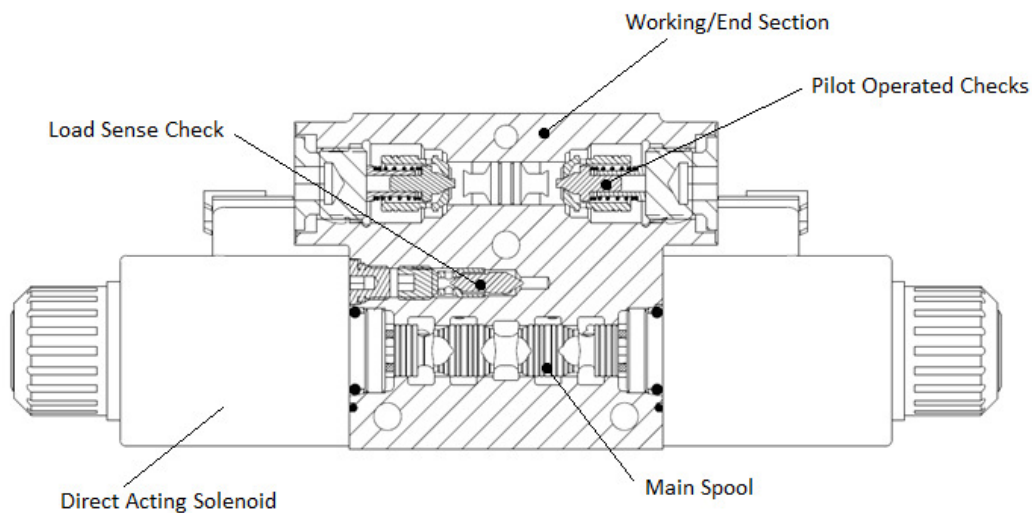 Working/End Section
Pilot Operated Checks
Load Sense Check
Direct Acting Solenoid
Main Spool